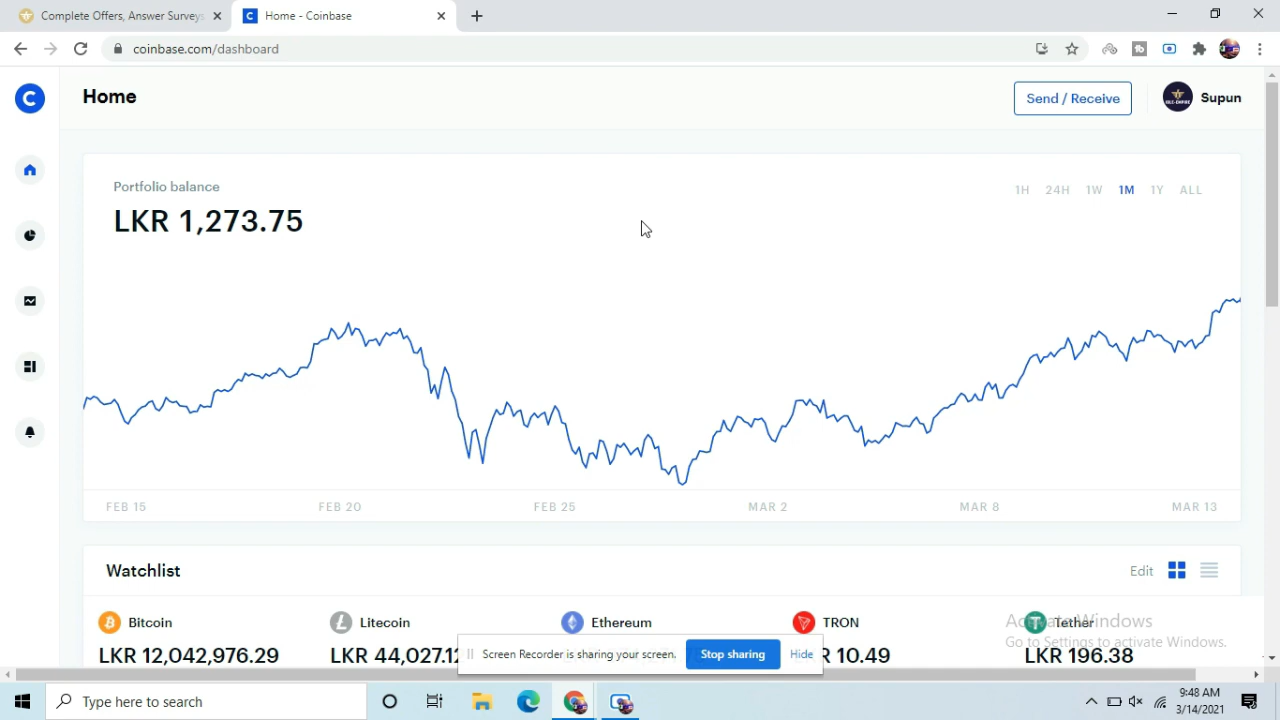 Complete Offers, Answer Surveys
Home - Coinbase
coinbase.com/dashboard
C
Home
Send / Receive
Supun
Portfolio balance
LKR 1,273.75
1H 24H 1W 1M 1Y ALL
FEB 15 FEB 20 FEB 25 MAR 2 MAR 8 MAR 13
Watchlist
Edit
Bitcoin Litecoin Ethereum TRON Tether
LKR 12,042,976.29 LKR 44,027.12 R 10.49 LKR 196.38
Activate Windows
Go to Settings to activate Windows.
Screen Recorder is sharing your screen. Stop sharing Hide
Type here to search
9:48 AM
3/14/2021